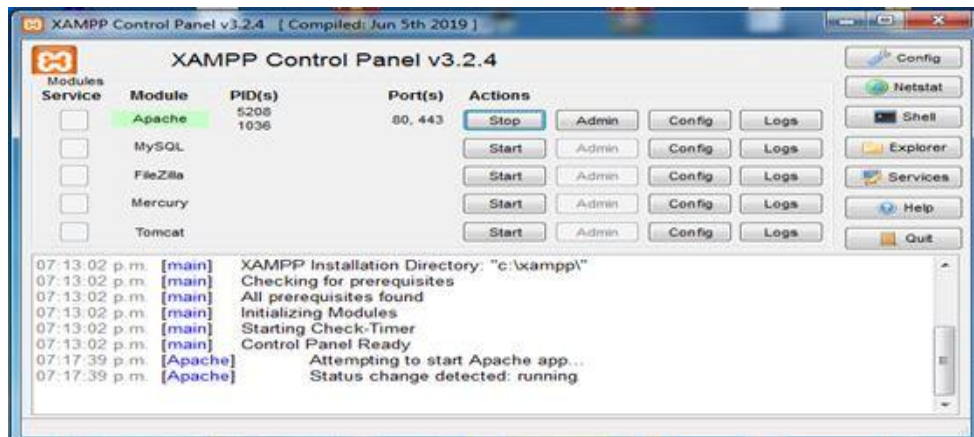 XAMPP Control Panel v3.2.4 [ Compiled: Jun 5th 2019 ]
XAMPP Control Panel v3.2.4
Config
Modules
Service Module PID(s) Port(s) Actions
Netstat
Apache 5208 1036 80, 443 Stop Admin Config Logs
Shell
MySQL Start Admin Config Logs
Explorer
FileZilla Start Admin Config Logs
Services
Mercury Start Admin Config Logs
Help
Tomcat Start Admin Config Logs
Quit
07:13:02 p.m. [main] XAMPP Installation Directory: "c:\xampp\"
07:13:02 p.m. [main] Checking for prerequisites
07:13:02 p.m. [main] All prerequisites found
07:13:02 p.m. [main] Initializing Modules
07:13:02 p.m. [main] Starting Check-Timer
07:13:02 p.m. [main] Control Panel Ready
07:17:39 p.m. [Apache] Attempting to start Apache app...
07:17:39 p.m. [Apache] Status change detected: running